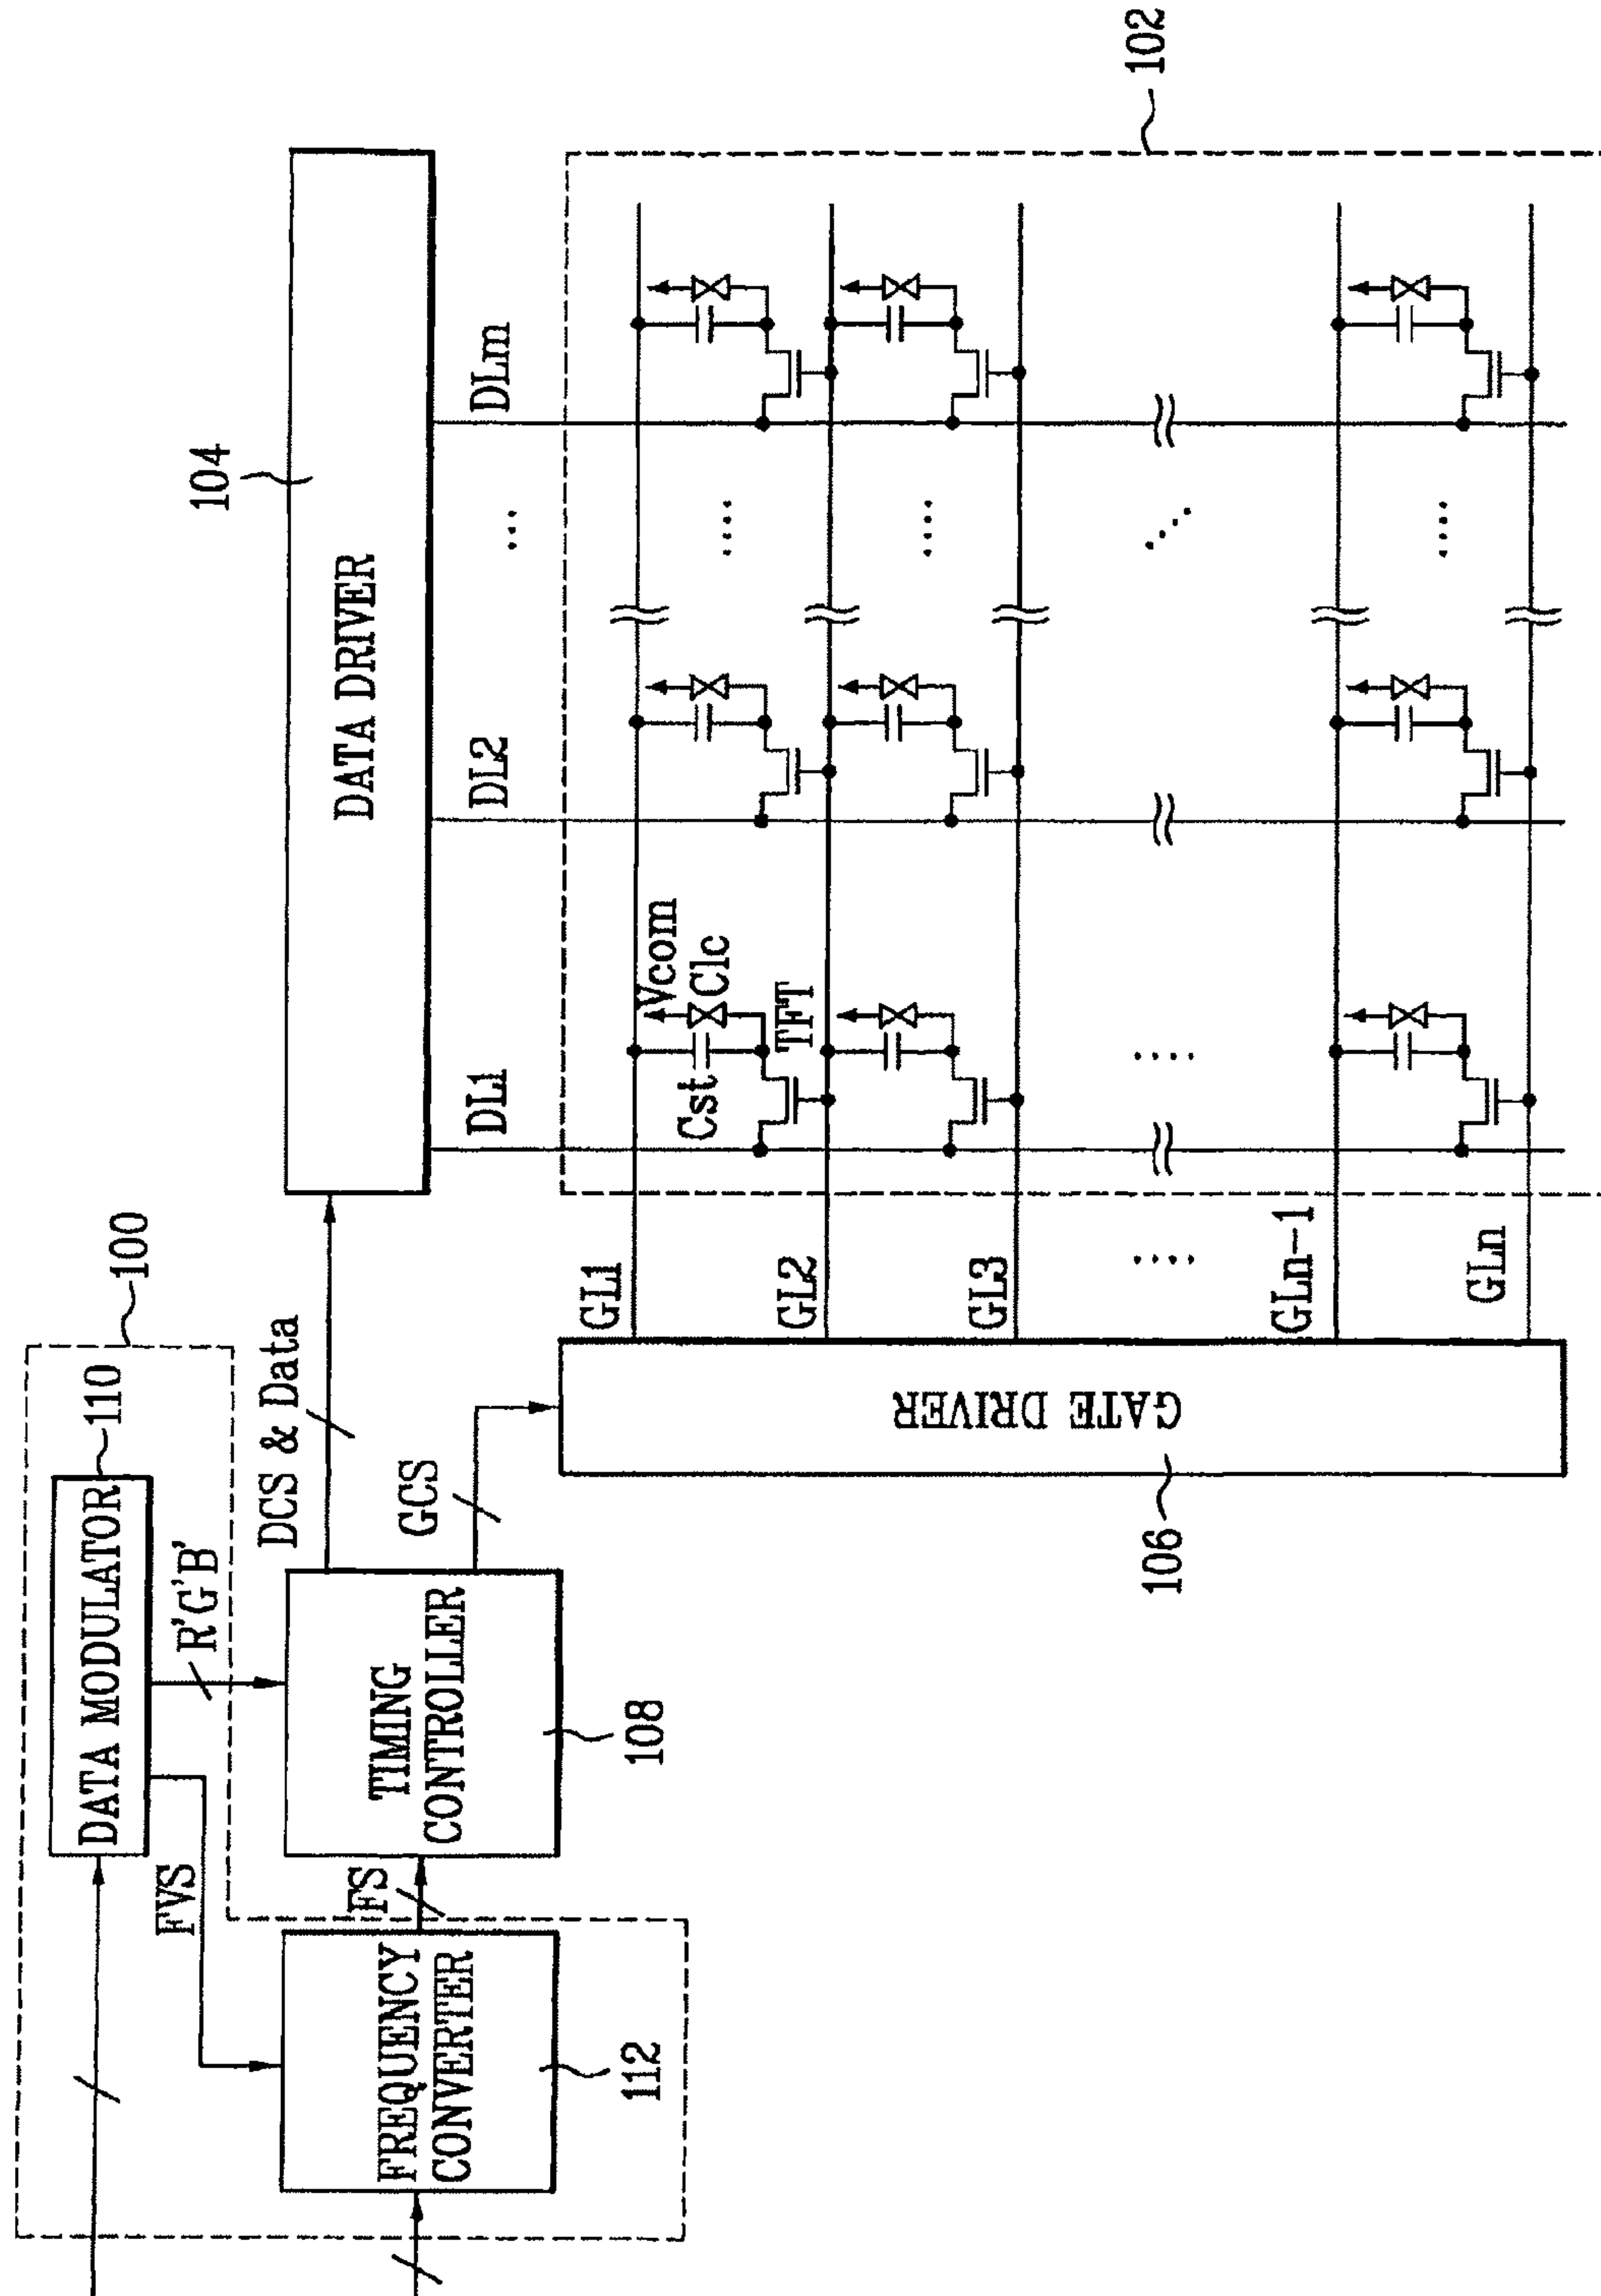 100
110
DATA MODULATOR
FVS
R'G'B'
FREQUENCY
CONVERTER
112
FS
TIMING
CONTROLLER
108
DCS & Data
GCS
104
DATA DRIVER
DL1
DL2
...
DLm
102
GATE DRIVER
106
GL1
GL2
GL3
....
GLn-1
GLn
Vcom
Clc
Cst
TFT
....
....
....
....
....